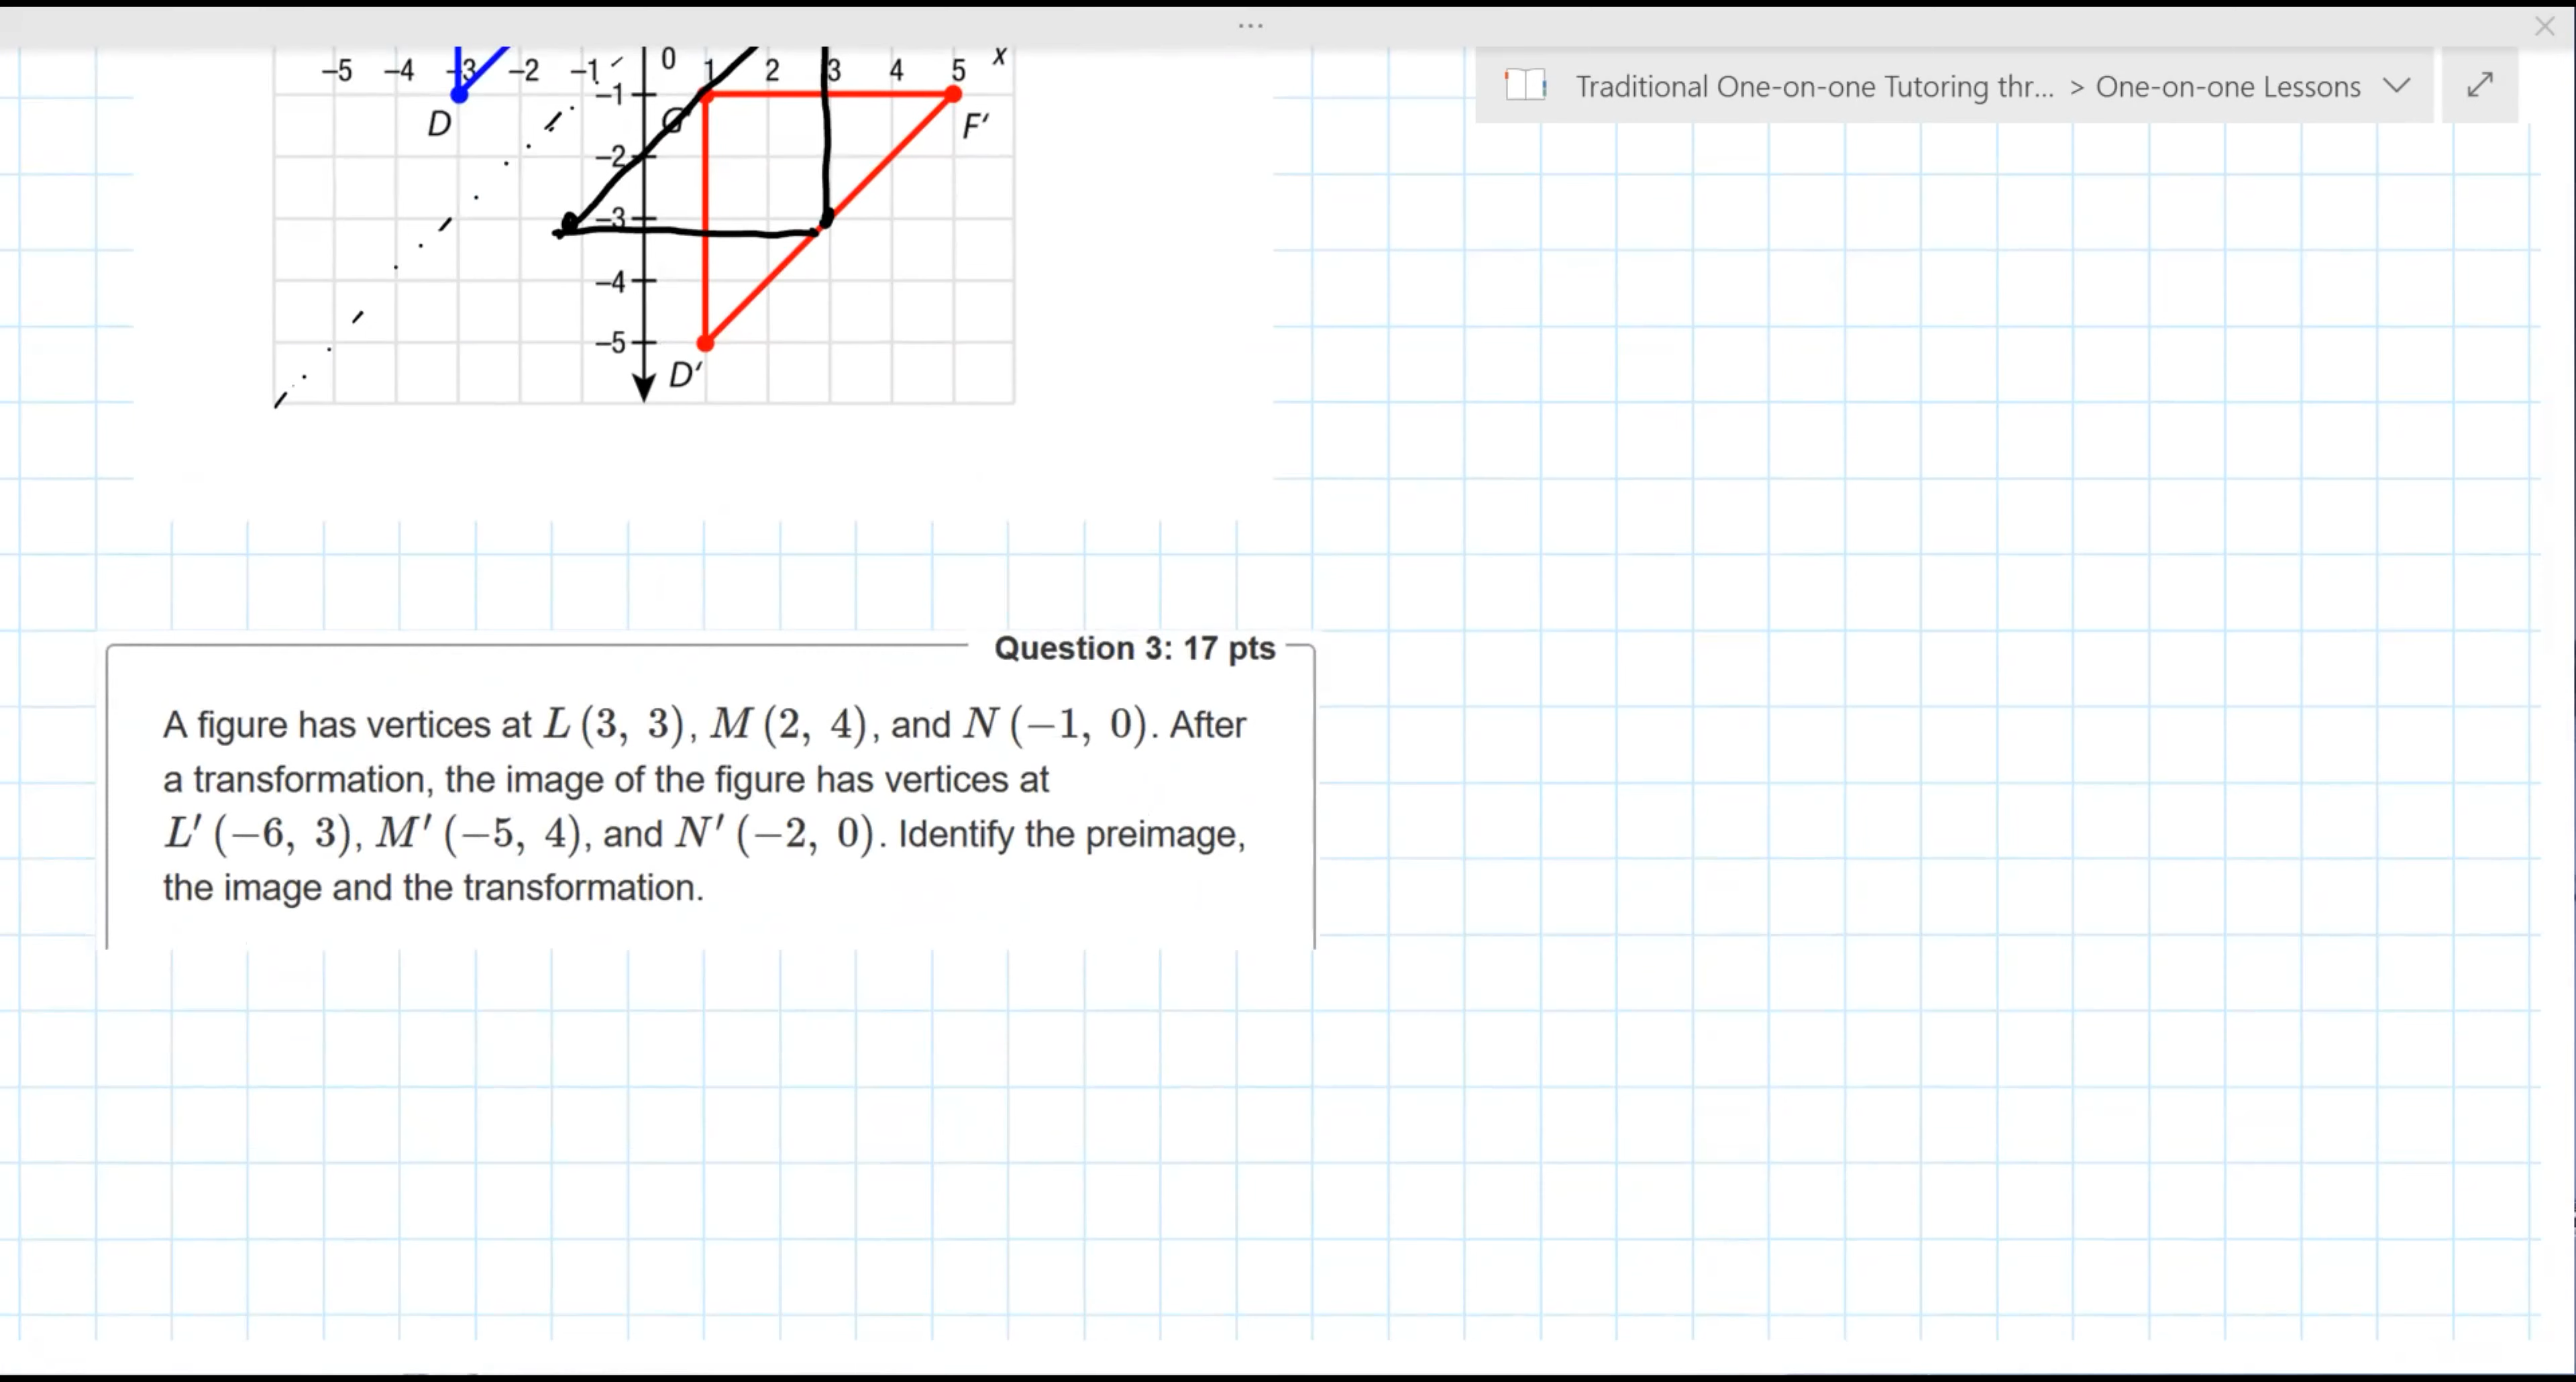 ...
Traditional One-on-one Tutoring thr... > One-on-one Lessons
−5 −4 −3 −2 −1 0 1 2 3 4 5 x
−1
D F′
−2
−3
−4
−5
D′
Question 3: 17 pts
A figure has vertices at L (3, 3), M (2, 4), and N (−1, 0). After
a transformation, the image of the figure has vertices at
L′ (−6, 3), M′ (−5, 4), and N′ (−2, 0). Identify the preimage,
the image and the transformation.